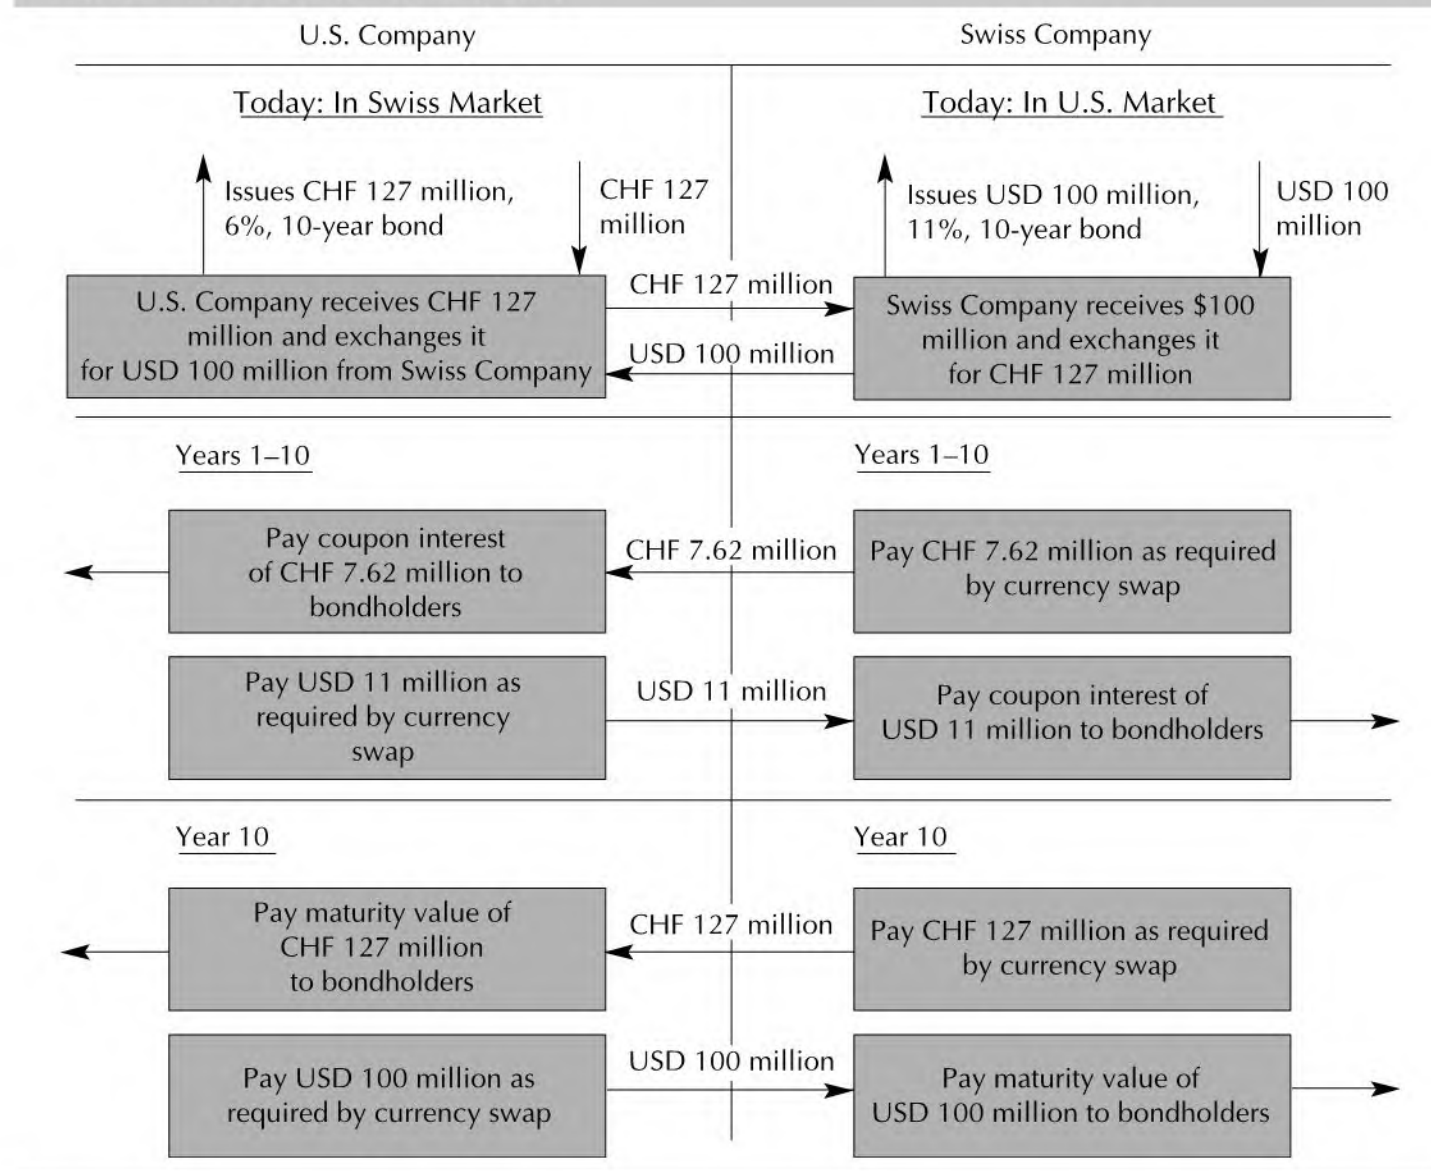 U.S. Company
Swiss Company
Today: In Swiss Market
Today: In U.S. Market
Issues CHF 127 million,
6%, 10-year bond
CHF 127
million
Issues USD 100 million,
11%, 10-year bond
USD 100
million
U.S. Company receives CHF 127
million and exchanges it
for USD 100 million from Swiss Company
CHF 127 million
USD 100 million
Swiss Company receives $100
million and exchanges it
for CHF 127 million
Years 1–10
Years 1–10
Pay coupon interest
of CHF 7.62 million to
bondholders
CHF 7.62 million
Pay CHF 7.62 million as required
by currency swap
Pay USD 11 million as
required by currency
swap
USD 11 million
Pay coupon interest of
USD 11 million to bondholders
Year 10
Year 10
Pay maturity value of
CHF 127 million
to bondholders
CHF 127 million
Pay CHF 127 million as required
by currency swap
Pay USD 100 million as
required by currency swap
USD 100 million
Pay maturity value of
USD 100 million to bondholders